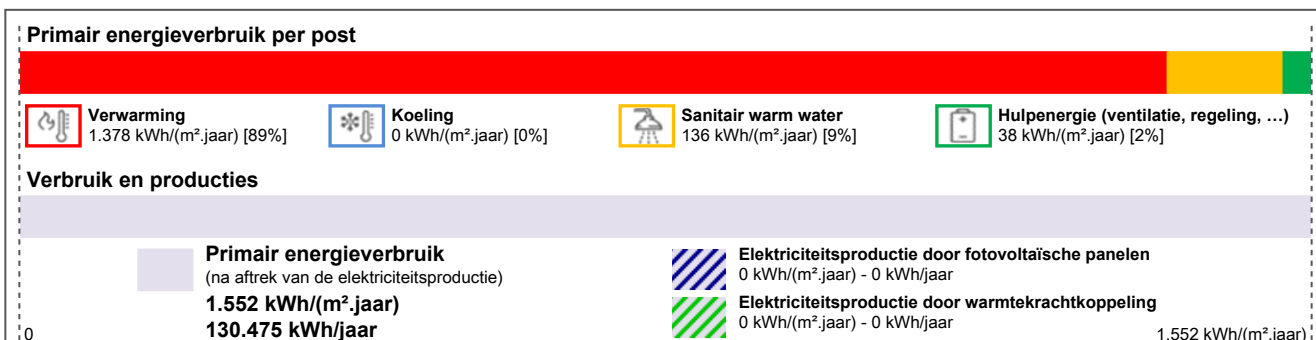 Primair energieverbruik per post
Verwarming
1.378 kWh/(m².jaar) [89%]
Koeling
0 kWh/(m².jaar) [0%]
Sanitair warm water
136 kWh/(m².jaar) [9%]
Hulpenergie (ventilatie, regeling, …)
38 kWh/(m².jaar) [2%]
Verbruik en producties
Primair energieverbruik
(na aftrek van de elektriciteitsproductie)
1.552 kWh/(m².jaar)
130.475 kWh/jaar
Elektriciteitsproductie door fotovoltaïsche panelen
0 kWh/(m².jaar) - 0 kWh/jaar
Elektriciteitsproductie door warmtekrachtkoppeling
0 kWh/(m².jaar) - 0 kWh/jaar
0
1.552 kWh/(m².jaar)